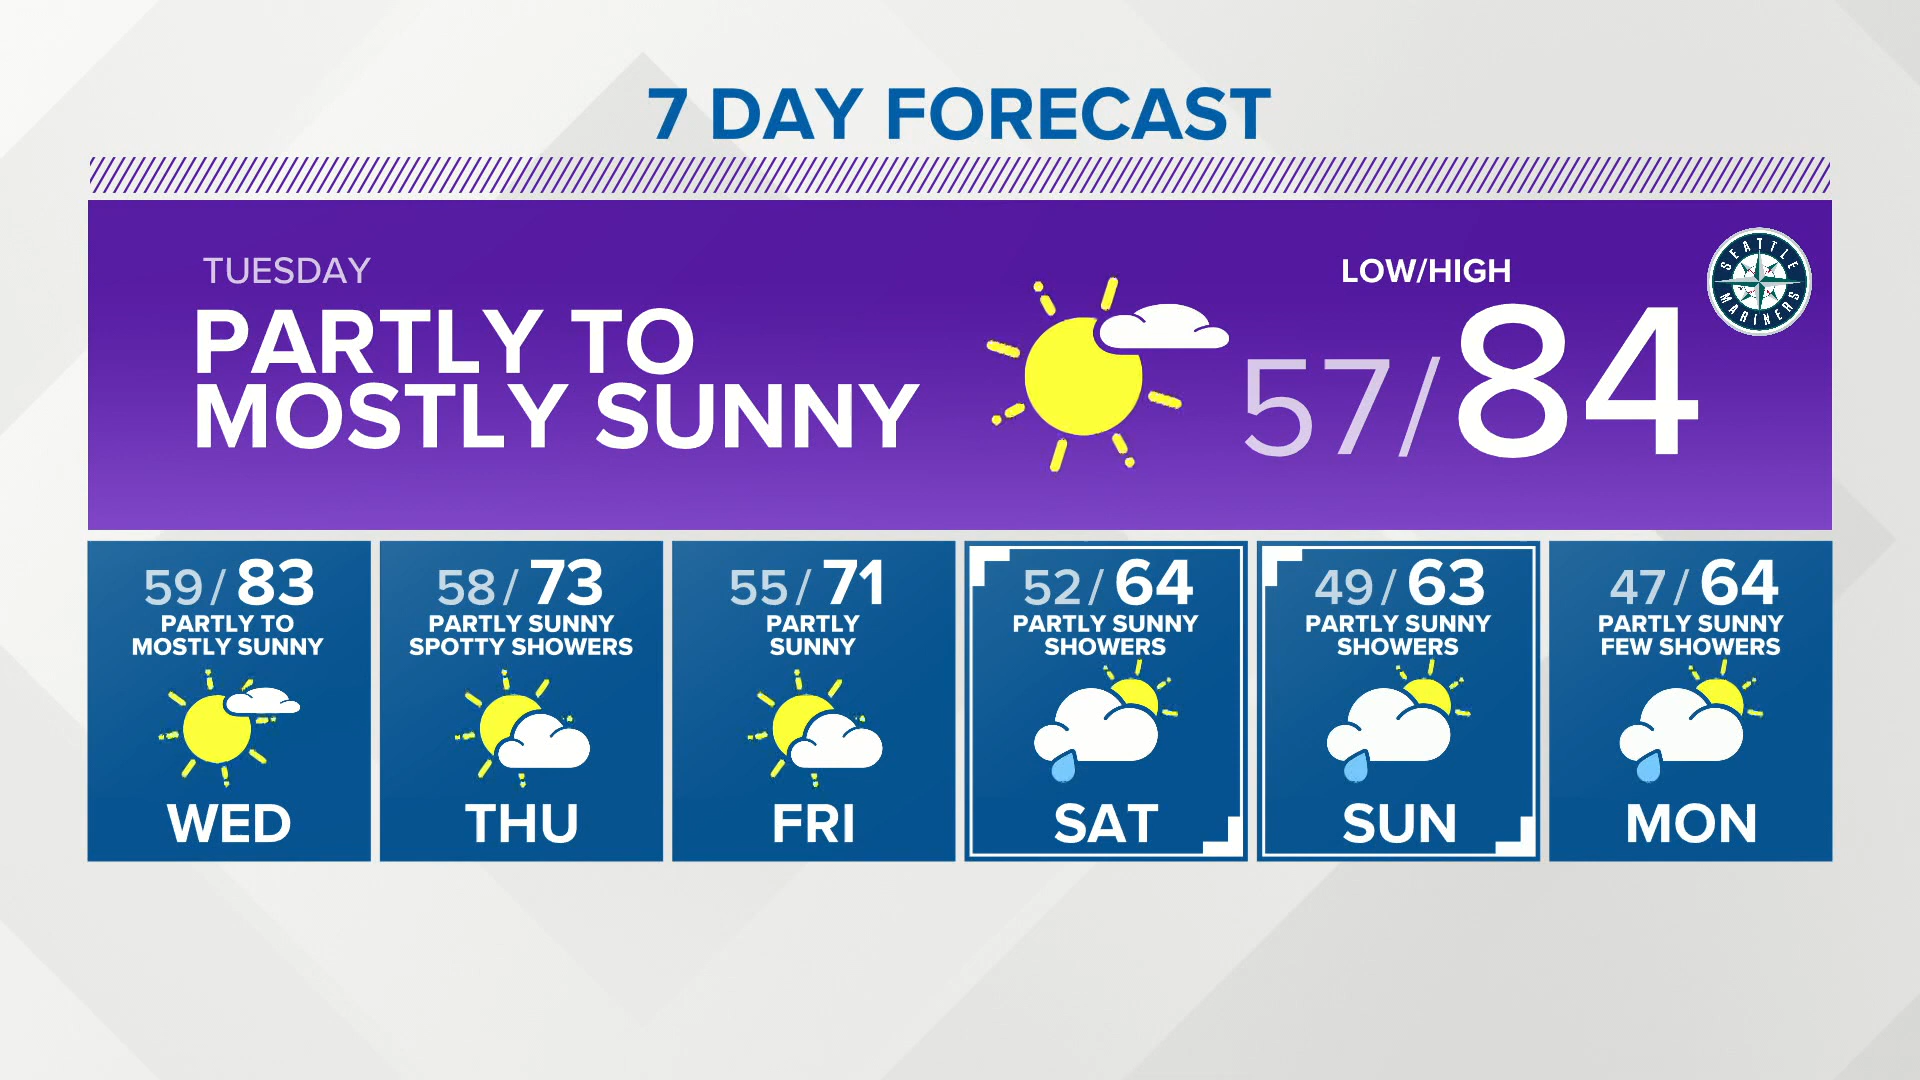 7 DAY FORECAST
TUESDAY
PARTLY TO
MOSTLY SUNNY
LOW/HIGH
57/84
SEATTLE
MARINERS
59/83
PARTLY TO
MOSTLY SUNNY
WED
58/73
PARTLY SUNNY
SPOTTY SHOWERS
THU
55/71
PARTLY
SUNNY
FRI
52/64
PARTLY SUNNY
SHOWERS
SAT
49/63
PARTLY SUNNY
SHOWERS
SUN
47/64
PARTLY SUNNY
FEW SHOWERS
MON